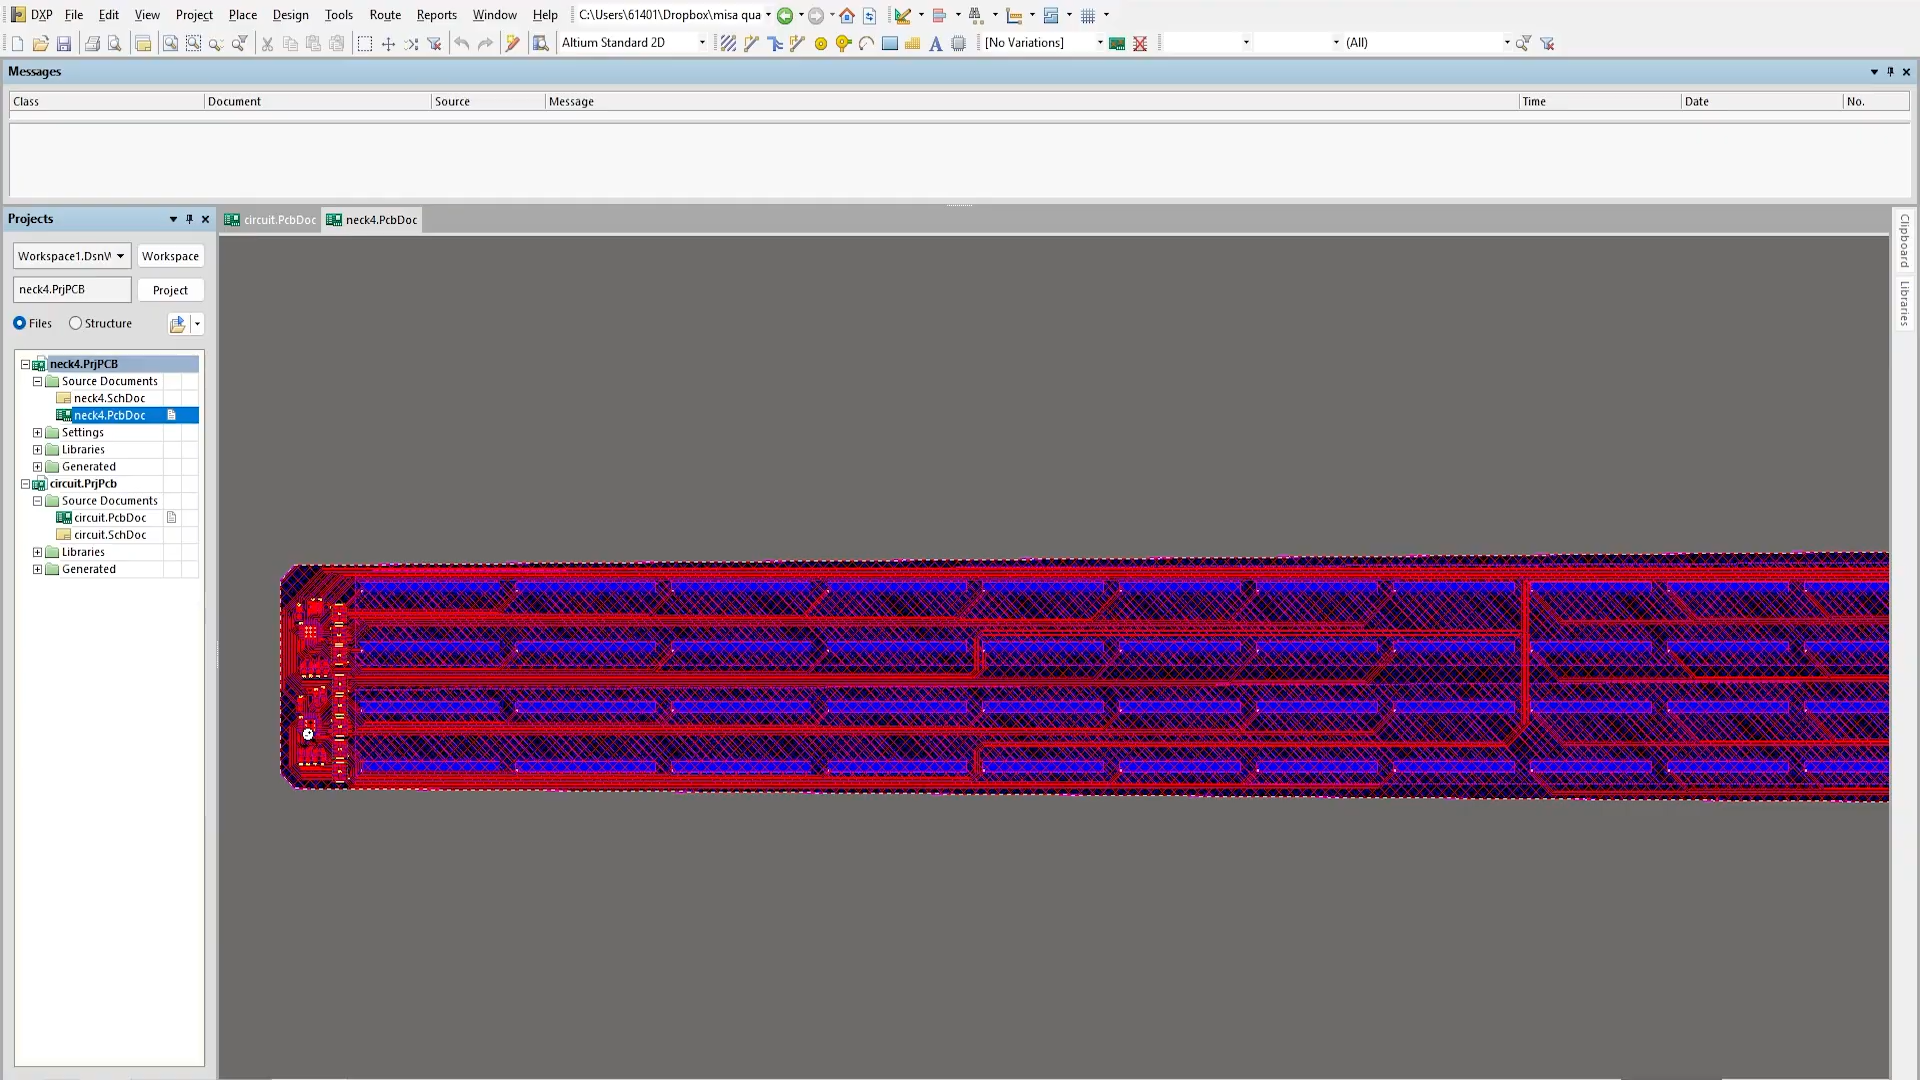 DXP File Edit View Project Place Design Tools Route Reports Window Help C:\Users\61401\Dropbox\misa qua
Altium Standard 2D [No Variations] (All)
Messages
Class Document Source Message Time Date No.
Projects
circuit.PcbDoc neck4.PcbDoc
Workspace1.DsnW Workspace
neck4.PrjPCB Project
Files Structure
neck4.PrjPCB
Source Documents
neck4.SchDoc
neck4.PcbDoc
Settings
Libraries
Generated
circuit.PrjPcb
Source Documents
circuit.PcbDoc
circuit.SchDoc
Libraries
Generated
Clipboard
Libraries